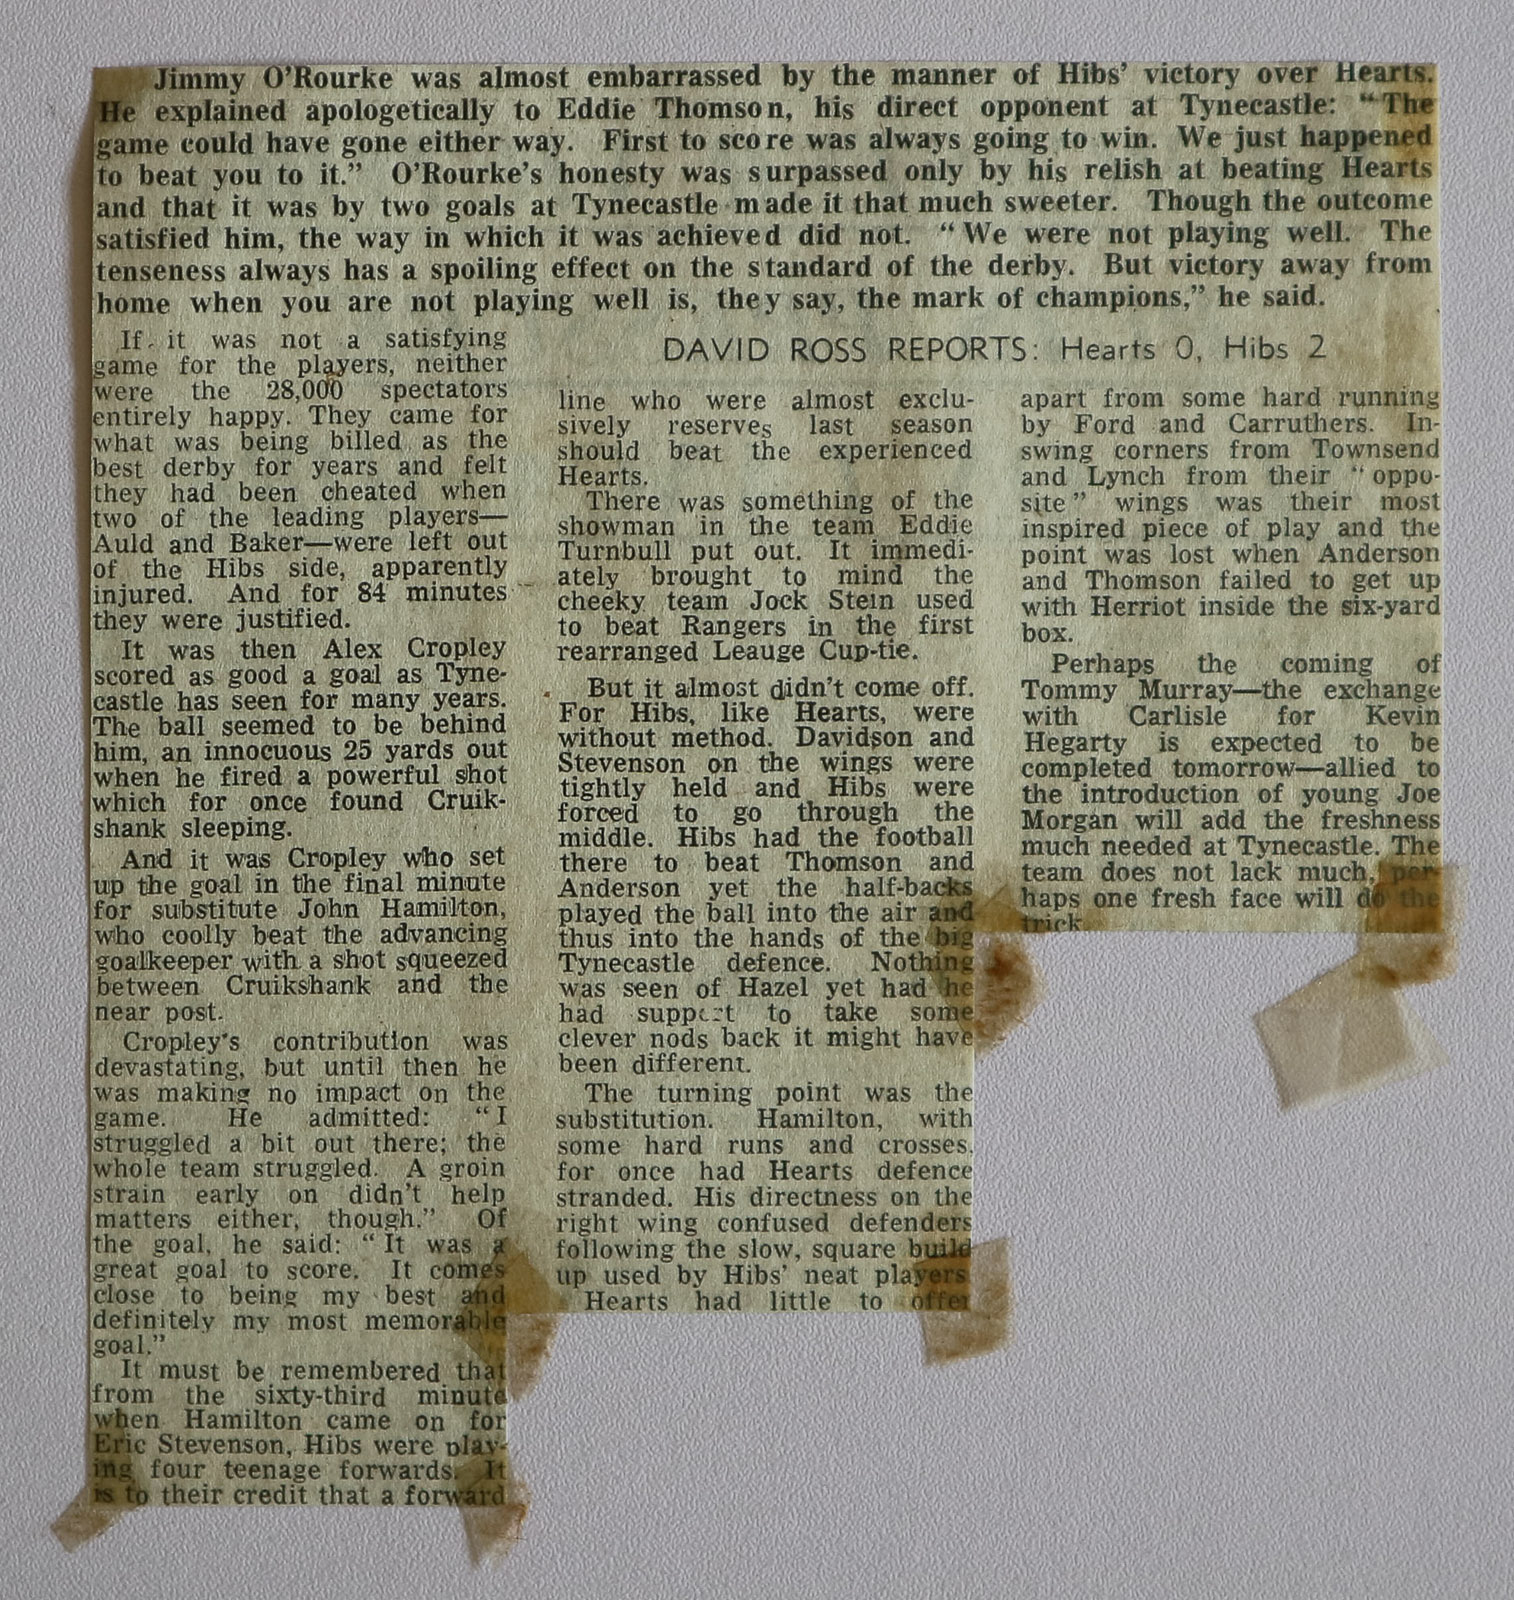 Jimmy O'Rourke was almost embarrassed by the manner of Hibs' victory over Hearts.
He explained apologetically to Eddie Thomson, his direct opponent at Tynecastle: "The
game could have gone either way. First to score was always going to win. We just happened
to beat you to it." O'Rourke's honesty was surpassed only by his relish at beating Hearts
and that it was by two goals at Tynecastle made it that much sweeter. Though the outcome
satisfied him, the way in which it was achieved did not. "We were not playing well. The
tenseness always has a spoiling effect on the standard of the derby. But victory away from
home when you are not playing well is, they say, the mark of champions," he said.
If it was not a satisfying
game for the players, neither
were the 28,000 spectators
entirely happy. They came for
what was being billed as the
best derby for years and felt
they had been cheated when
two of the leading players—
Auld and Baker—were left out
of the Hibs side, apparently
injured. And for 84 minutes
they were justified.
It was then Alex Cropley
scored as good a goal as Tyne-
castle has seen for many years.
The ball seemed to be behind
him, an innocuous 25 yards out
when he fired a powerful shot
which for once found Cruik-
shank sleeping.
And it was Cropley who set
up the goal in the final minute
for substitute John Hamilton,
who coolly beat the advancing
goalkeeper with a shot squeezed
between Cruikshank and the
near post.
Cropley's contribution was
devastating, but until then he
was making no impact on the
game. He admitted: "I
struggled a bit out there; the
whole team struggled. A groin
strain early on didn't help
matters either, though." Of
the goal, he said: "It was a
great goal to score. It comes
close to being my best and
definitely my most memorable
goal."
It must be remembered that
from the sixty-third minute
when Hamilton came on for
Eric Stevenson, Hibs were play-
ing four teenage forwards. It
is to their credit that a forward
DAVID ROSS REPORTS: Hearts 0, Hibs 2
line who were almost exclu-
sively reserves last season
should beat the experienced
Hearts.
There was something of the
showman in the team Eddie
Turnbull put out. It immedi-
ately brought to mind the
cheeky team Jock Stein used
to beat Rangers in the first
rearranged Leauge Cup-tie.
But it almost didn't come off.
For Hibs, like Hearts, were
without method. Davidson and
Stevenson on the wings were
tightly held and Hibs were
forced to go through the
middle. Hibs had the football
there to beat Thomson and
Anderson yet the half-backs
played the ball into the air and
thus into the hands of the big
Tynecastle defence. Nothing
was seen of Hazel yet had he
had support to take some
clever nods back it might have
been different.
The turning point was the
substitution. Hamilton, with
some hard runs and crosses,
for once had Hearts defence
stranded. His directness on the
right wing confused defenders
following the slow, square build
up used by Hibs' neat players.
Hearts had little to offer
apart from some hard running
by Ford and Carruthers. In-
swing corners from Townsend
and Lynch from their "oppo-
site" wings was their most
inspired piece of play and the
point was lost when Anderson
and Thomson failed to get up
with Herriot inside the six-yard
box.
Perhaps the coming of
Tommy Murray—the exchange
with Carlisle for Kevin
Hegarty is expected to be
completed tomorrow—allied to
the introduction of young Joe
Morgan will add the freshness
much needed at Tynecastle. The
team does not lack much, per-
haps one fresh face will do the
trick.